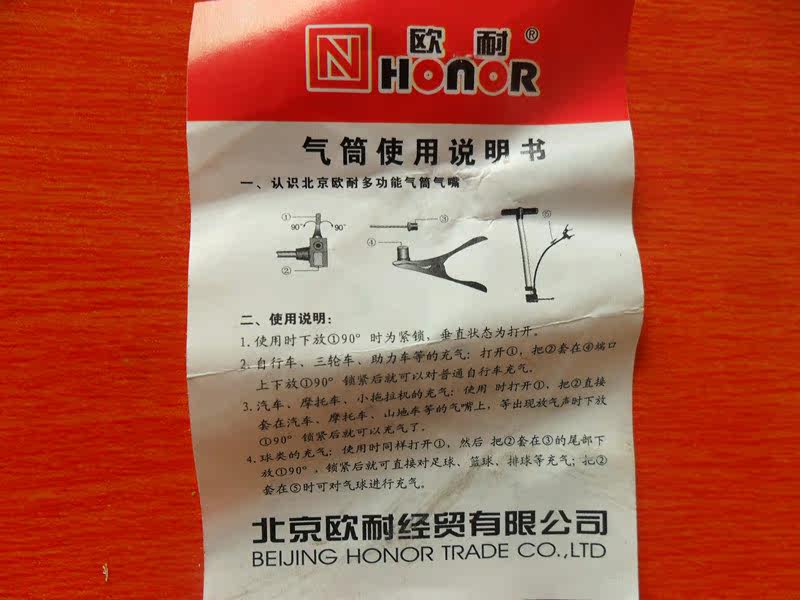 欧耐®
HONOR
气筒使用说明书
一、认识北京欧耐多功能气筒气嘴
① 90° 90° ②
③
④
⑤
二、使用说明：
1. 使用时下放①90° 时为紧锁，垂直状态为打开。
2. 自行车、三轮车、助力车等的充气：打开①，把②套在④端口
上下放①90° 锁紧后就可以对普通自行车充气。
3. 汽车、摩托车、小拖拉机的充气：使用 时打开①，把②直接
套在汽车、摩托车、山地车等的气嘴上，等出现放气声时下放
①90° 锁紧后就可以充气了。
4. 球类的充气：使用时同样打开①，然后 把②套在③的尾部下
放①90°，锁紧后就可直接对足球、篮球、排球等充气；把②
套在⑤时可对气球进行充气。
北京欧耐经贸有限公司
BEIJING HONOR TRADE CO.,LTD